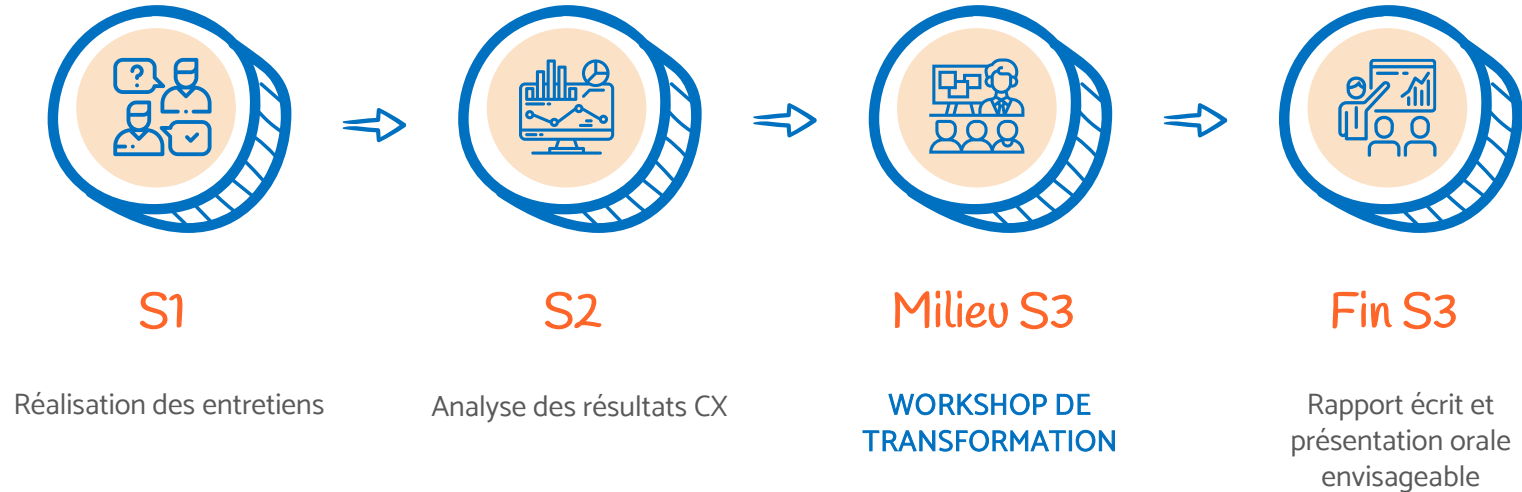 S1
Réalisation des entretiens
S2
Analyse des résultats CX
Milieu S3
WORKSHOP DE
TRANSFORMATION
Fin S3
Rapport écrit et
présentation orale
envisageable